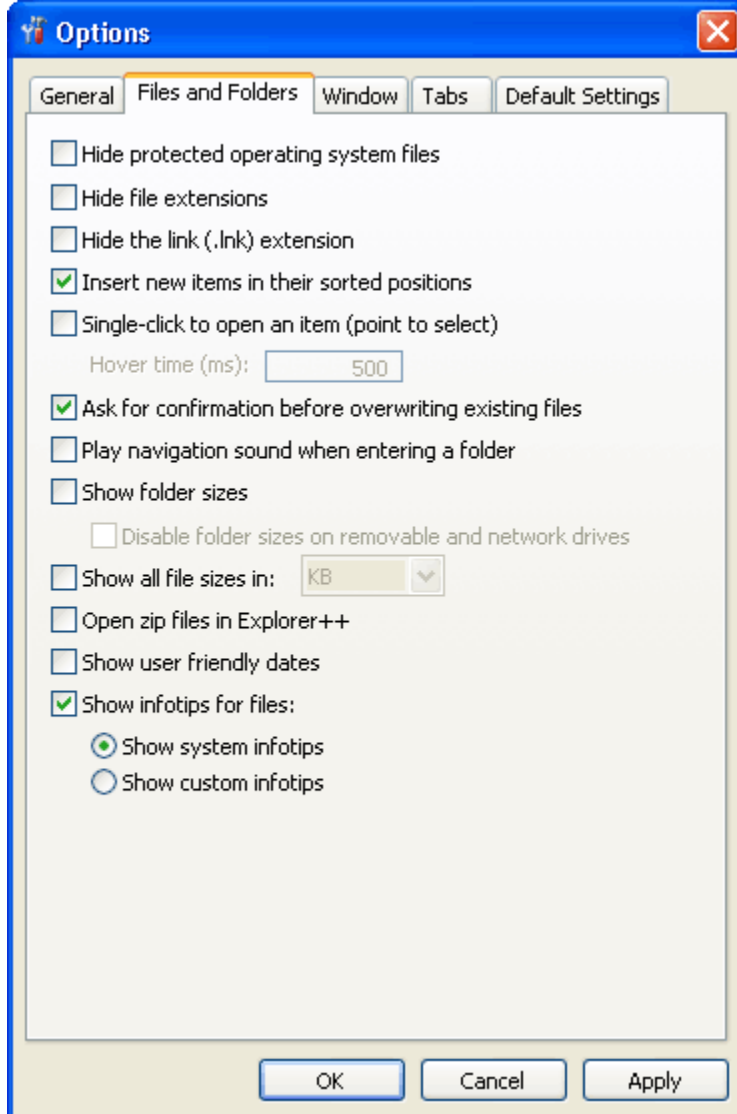 Options
General Files and Folders Window Tabs Default Settings
Hide protected operating system files
Hide file extensions
Hide the link (.lnk) extension
Insert new items in their sorted positions
Single-click to open an item (point to select)
Hover time (ms): 500
Ask for confirmation before overwriting existing files
Play navigation sound when entering a folder
Show folder sizes
Disable folder sizes on removable and network drives
Show all file sizes in: KB
Open zip files in Explorer++
Show user friendly dates
Show infotips for files:
Show system infotips
Show custom infotips
OK Cancel Apply